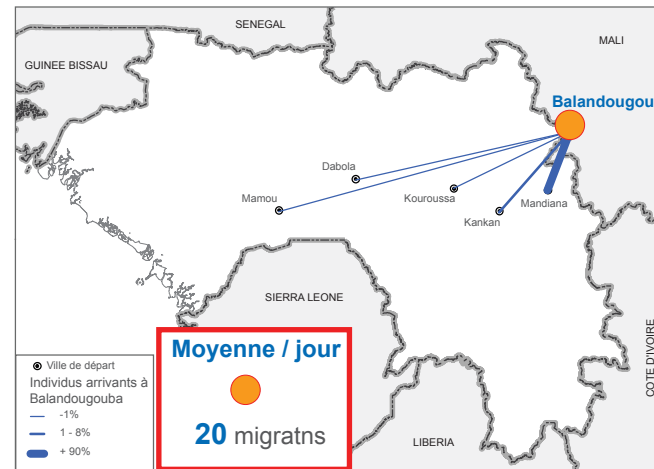 SENEGAL
MALI
GUINEE BISSAU
Balandougou
Dabola
Mamou
Kouroussa
Kankan
Mandiana
SIERRA LEONE
COTE D'IVOIRE
LIBERIA
Moyenne / jour
20 migratns
Ville de départ
Individus arrivants à
Balandougouba
-1%
1 - 8%
+ 90%